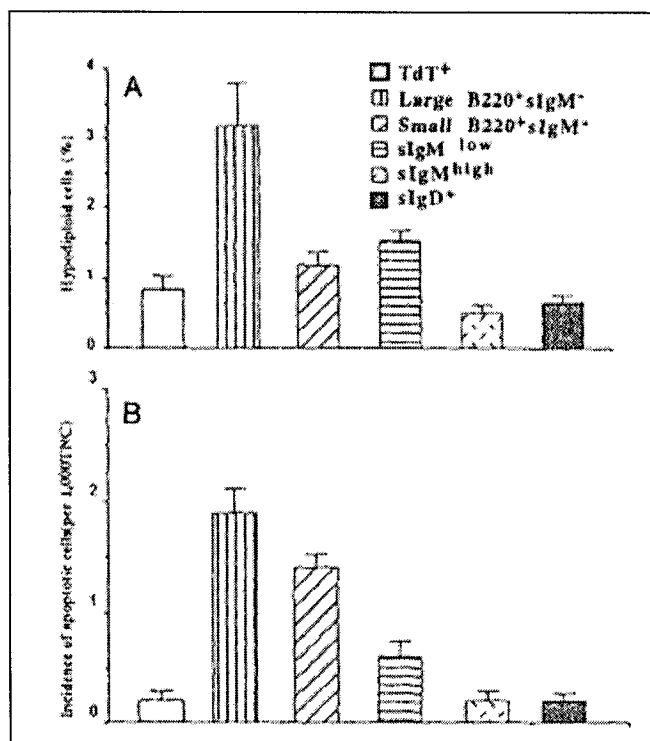 A
Hypodiploid cells (%)
4
3
2
1
0
TdT⁺
Large B220⁺sIgM⁻
Small B220⁺sIgM⁻
sIgM low
sIgM high
sIgD⁺
B
Incidence of apoptotic cells(per 1,000TNC)
3
2
1
0